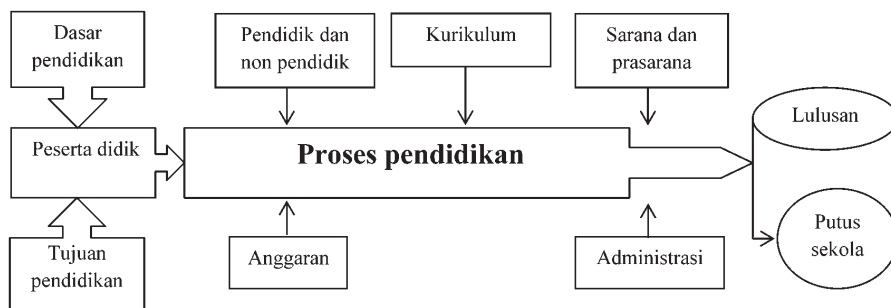 Dasar
pendidikan
Pendidik dan
non pendidik
Kurikulum
Sarana dan
prasarana
Peserta didik
Proses pendidikan
Lulusan
Tujuan
pendidikan
Anggaran
Administrasi
Putus
sekola